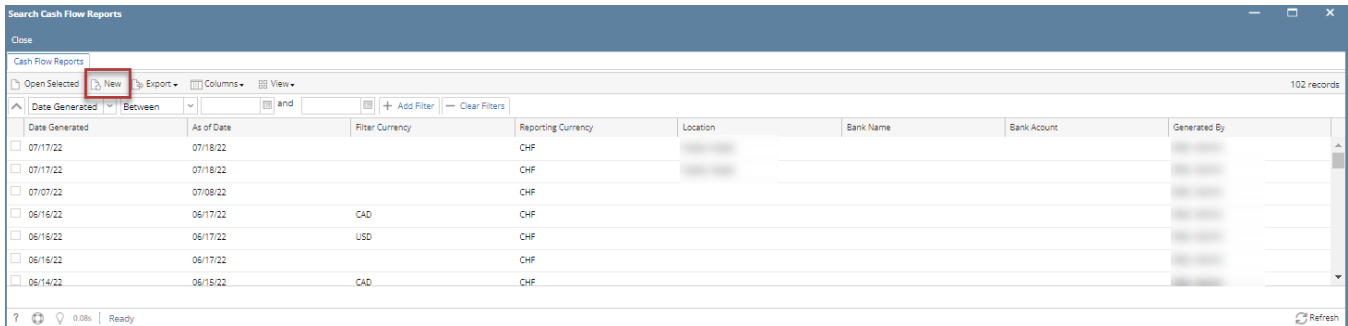 Search Cash Flow Reports
Close
Cash Flow Reports
Open Selected New Export Columns View 102 records
Date Generated Between and + Add Filter — Clear Filters
Date Generated As of Date Filter Currency Reporting Currency Location Bank Name Bank Acount Generated By
07/17/22 07/18/22 CHF
07/17/22 07/18/22 CHF
07/07/22 07/08/22 CHF
06/16/22 06/17/22 CAD CHF
06/16/22 06/17/22 USD CHF
06/16/22 06/17/22 CHF
06/14/22 06/15/22 CAD CHF
? 0.08s Ready Refresh